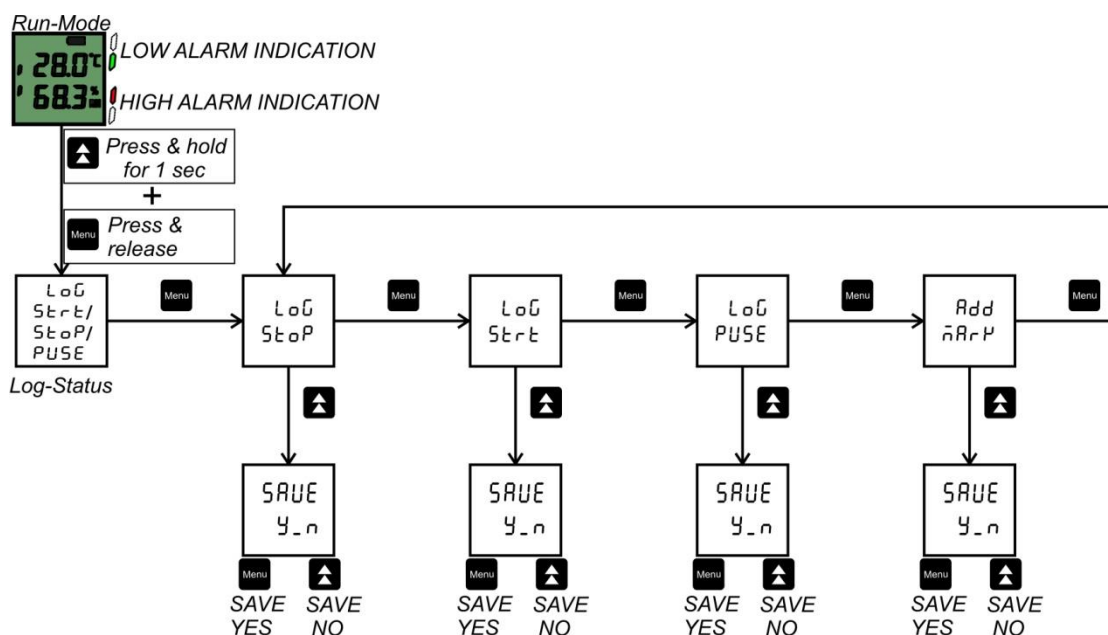 Run-Mode
28.0°C
68.3%
LOW ALARM INDICATION
HIGH ALARM INDICATION
Press & hold
for 1 sec
+
Menu
Press &
release
LoG
Strt/
StoP/
PUSE
Log-Status
Menu
LoG
StoP
Menu
LoG
Strt
Menu
LoG
PUSE
Menu
Add
mArk
Menu
SAVE
y_n
SAVE
y_n
SAVE
y_n
SAVE
y_n
Menu
Menu
Menu
Menu
SAVE YES
SAVE NO
SAVE YES
SAVE NO
SAVE YES
SAVE NO
SAVE YES
SAVE NO